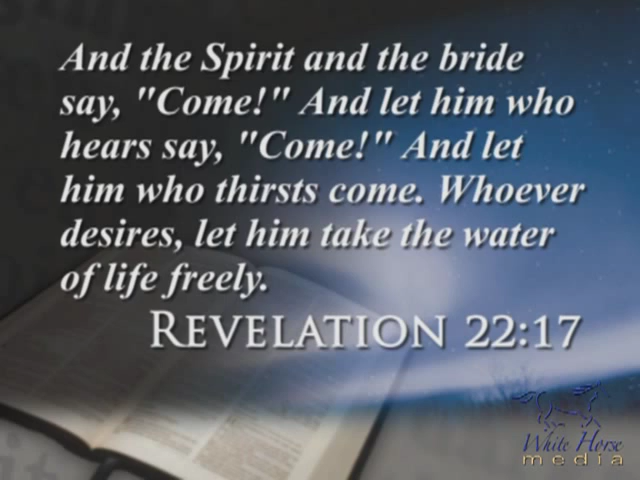 And the Spirit and the bride
say, "Come!" And let him who
hears say, "Come!" And let
him who thirsts come. Whoever
desires, let him take the water
of life freely.
REVELATION 22:17
White Horse
media